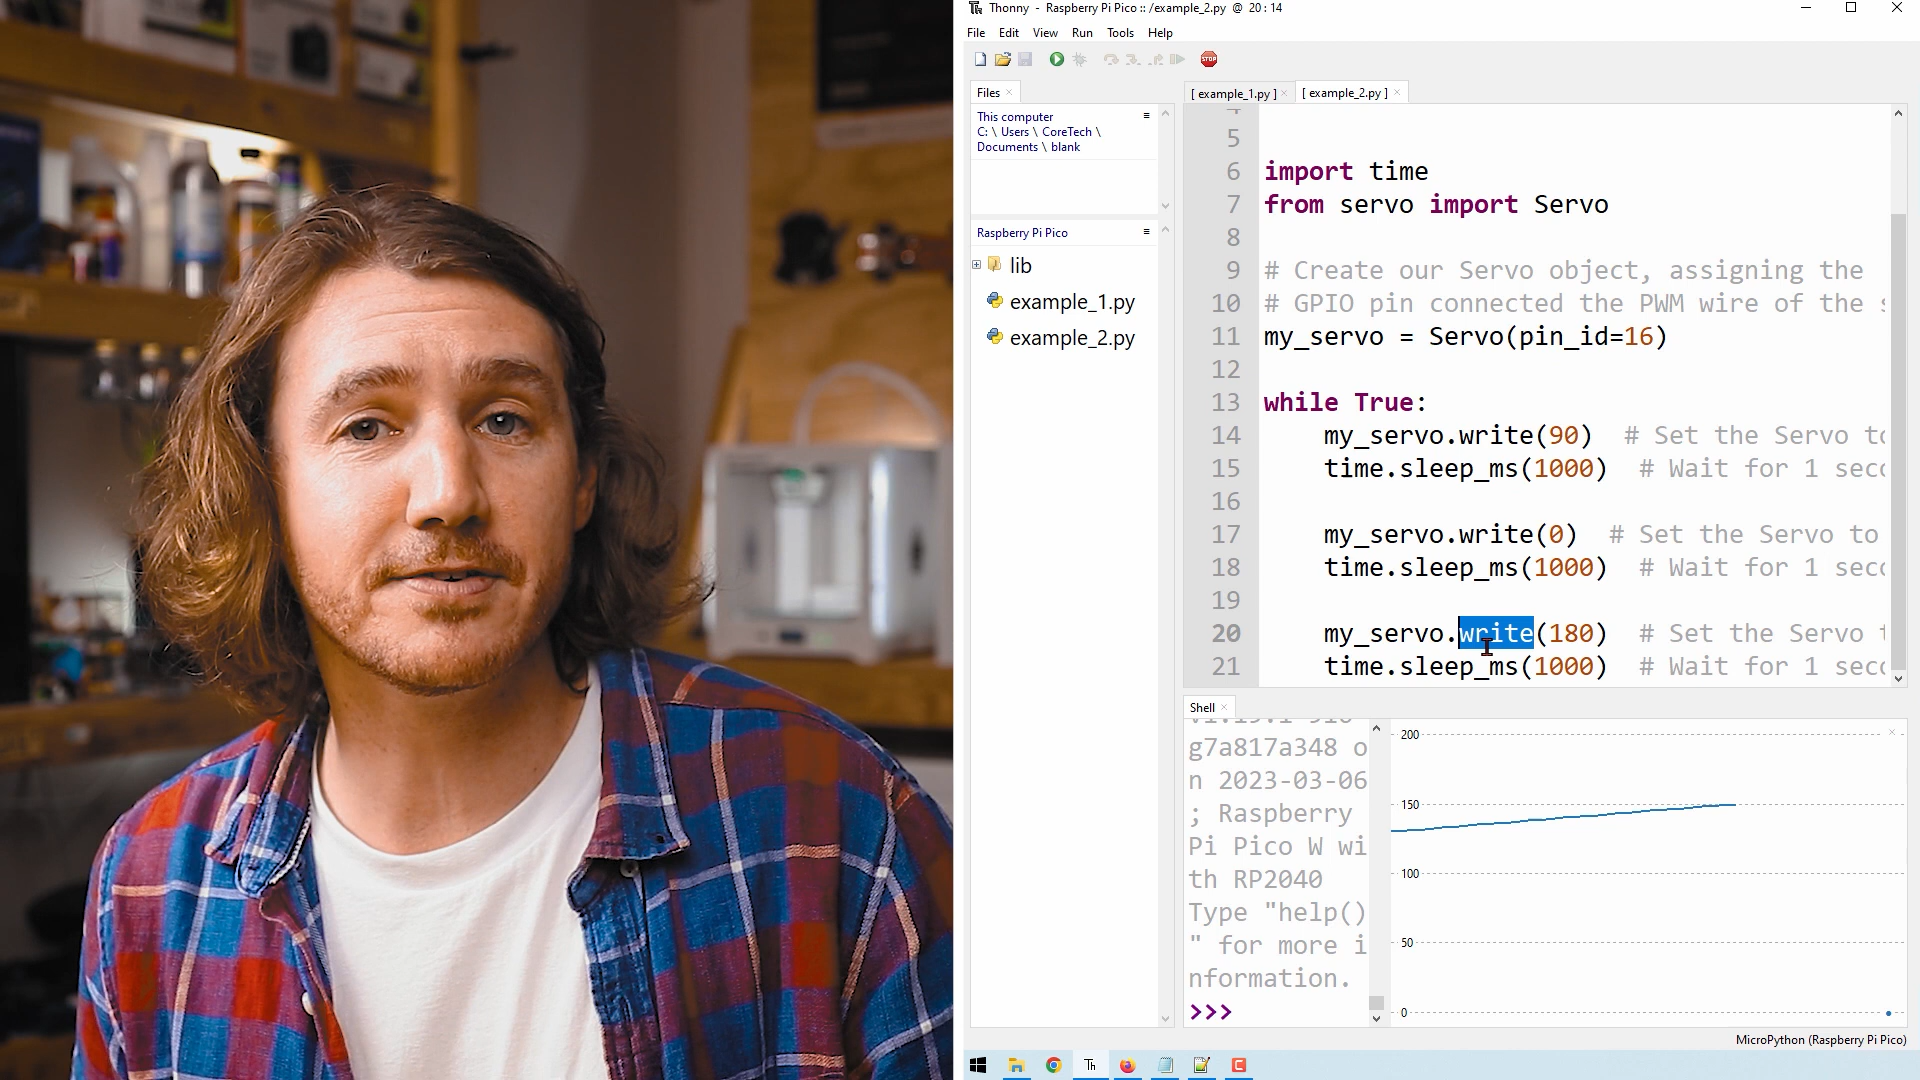 Thonny - Raspberry Pi Pico :: /example_2.py @ 20 : 14
File Edit View Run Tools Help
STOP
Files
This computer
C: \ Users \ CoreTech \
Documents \ blank
Raspberry Pi Pico
lib
example_1.py
example_2.py
[ example_1.py ] [ example_2.py ]
5
6 import time
7 from servo import Servo
8
9 # Create our Servo object, assigning the
10 # GPIO pin connected the PWM wire of the
11 my_servo = Servo(pin_id=16)
12
13 while True:
14 my_servo.write(90) # Set the Servo to
15 time.sleep_ms(1000) # Wait for 1 seco
16
17 my_servo.write(0) # Set the Servo to
18 time.sleep_ms(1000) # Wait for 1 seco
19
20 my_servo.write(180) # Set the Servo
21 time.sleep_ms(1000) # Wait for 1 seco
Shell
g7a817a348 o
n 2023-03-06
; Raspberry
Pi Pico W wi
th RP2040
Type "help()
" for more i
nformation.
>>>
200
150
100
50
0
MicroPython (Raspberry Pi Pico)
Th